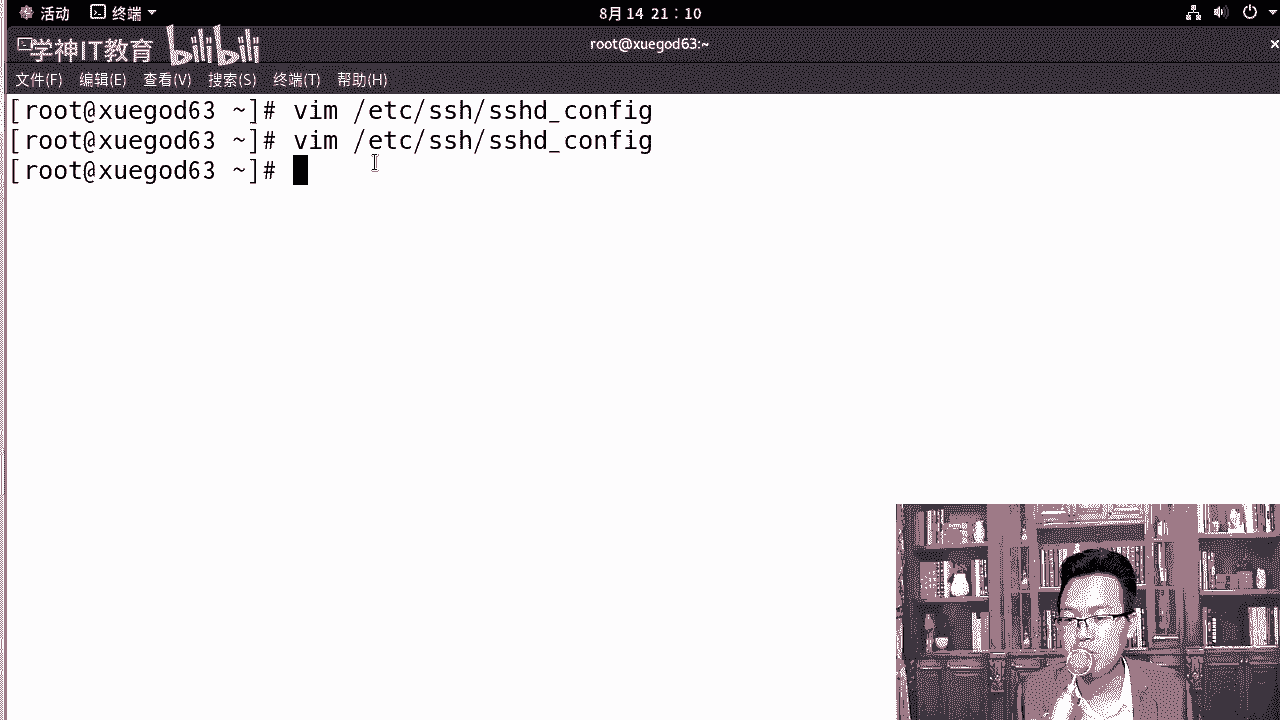 活动 终端 8月 14 21：10
学神IT教育 bilibili root@xuegod63:~
文件(F) 编辑(E) 查看(V) 搜索(S) 终端(T) 帮助(H)
[root@xuegod63 ~]# vim /etc/ssh/sshd_config
[root@xuegod63 ~]# vim /etc/ssh/sshd_config
[root@xuegod63 ~]#